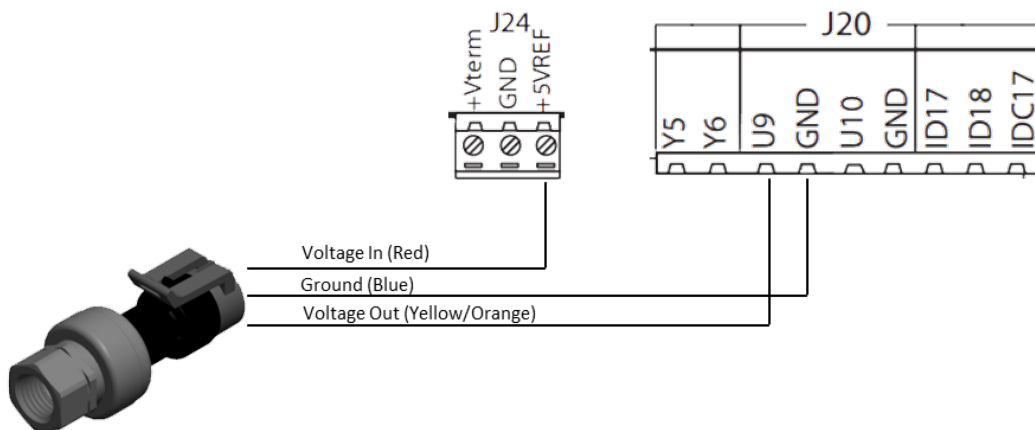 J24
+Vterm
GND
+5VREF
J20
Y5
Y6
U9
GND
U10
GND
ID17
ID18
IDC17
Voltage In (Red)
Ground (Blue)
Voltage Out (Yellow/Orange)